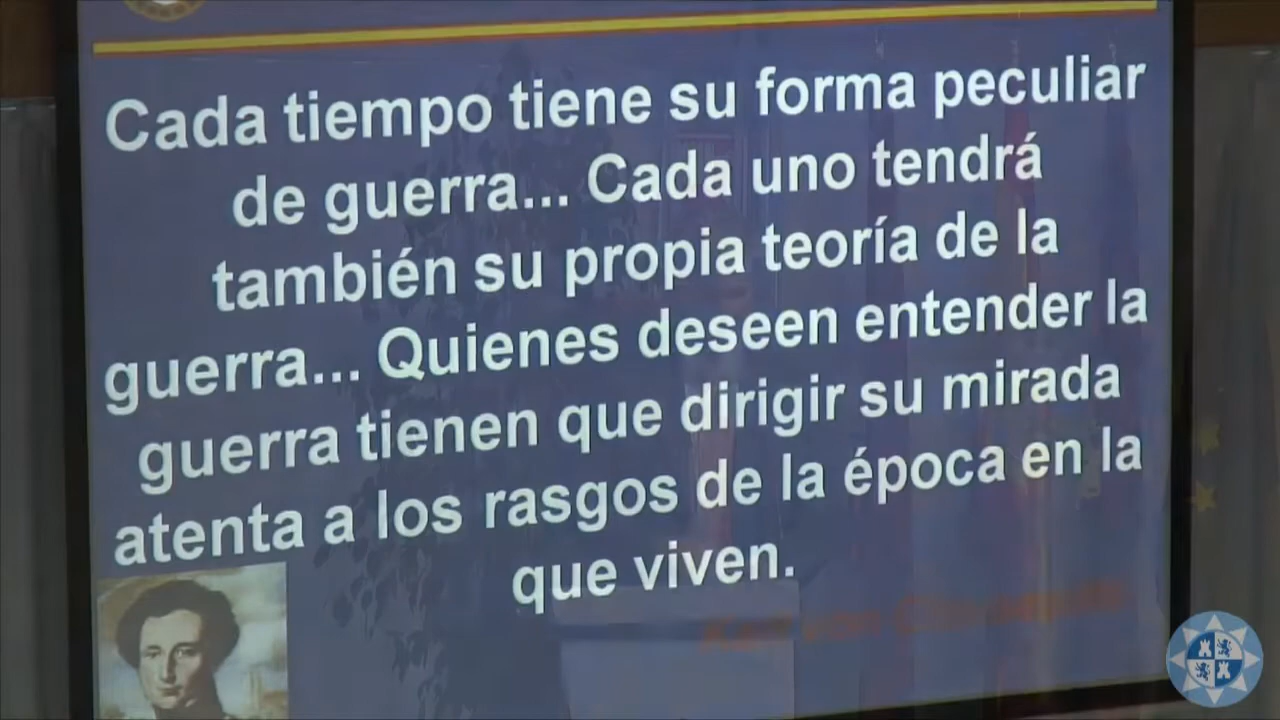 Cada tiempo tiene su forma peculiar
de guerra... Cada uno tendrá
también su propia teoría de la
guerra... Quienes deseen entender la
guerra tienen que dirigir su mirada
atenta a los rasgos de la época en la
que viven.